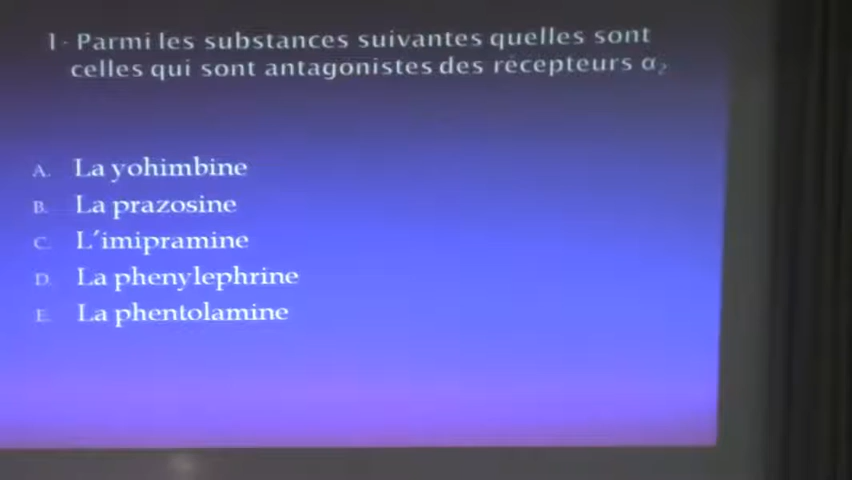 1- Parmi les substances suivantes quelles sont
celles qui sont antagonistes des récepteurs α₂
A. La yohimbine
B. La prazosine
C. L'imipramine
D. La phenylephrine
E. La phentolamine